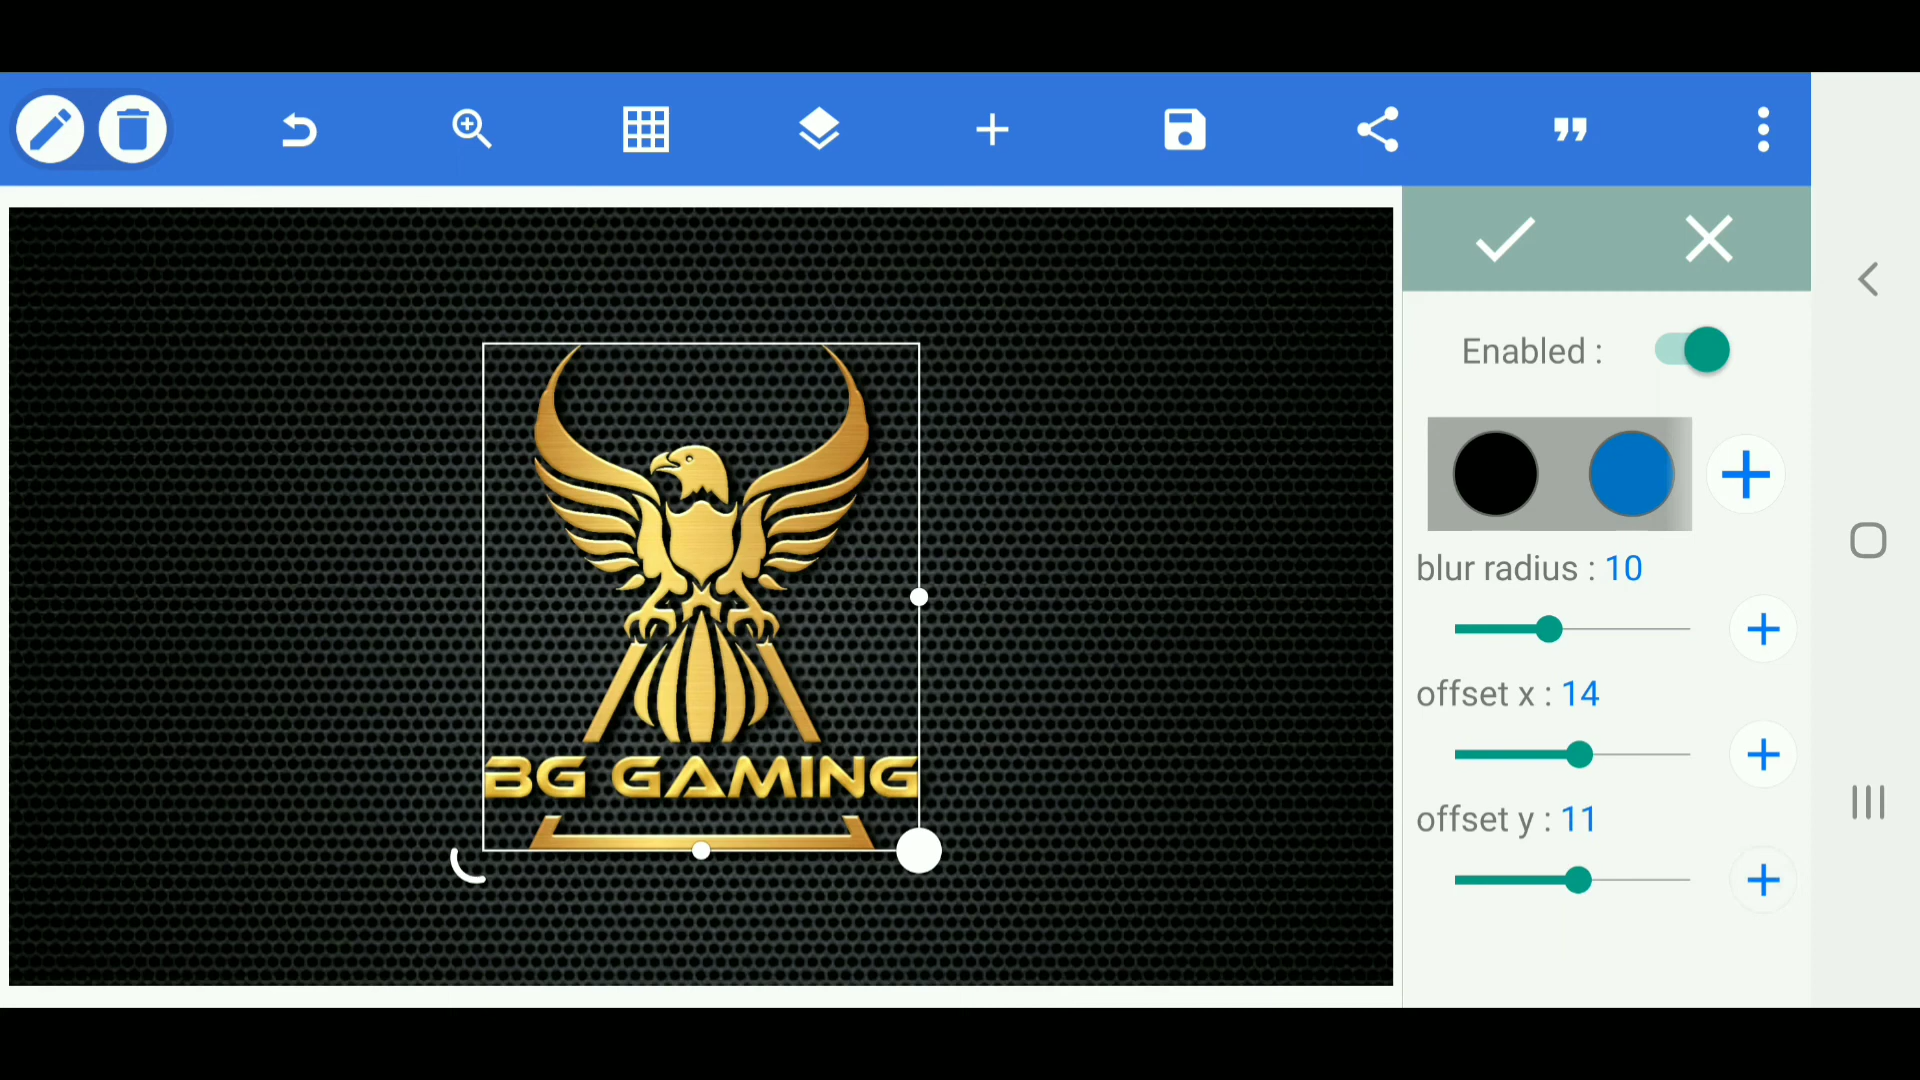 Enabled :
blur radius : 10
offset x : 14
offset y : 11
BG GAMING